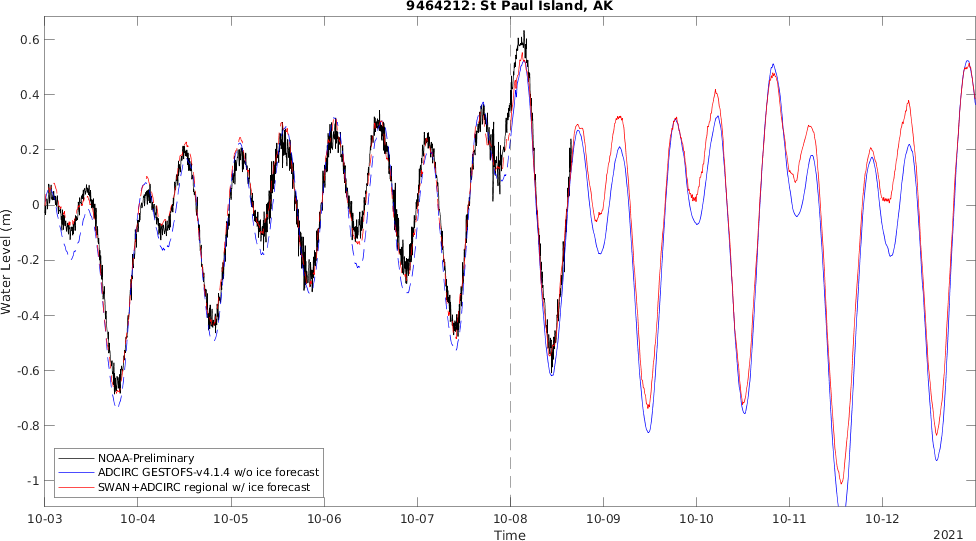 9464212: St Paul Island, AK
Water Level (m)
0.6
0.4
0.2
0
-0.2
-0.4
-0.6
-0.8
-1
NOAA-Preliminary
ADCIRC GESTOFS-v4.1.4 w/o ice forecast
SWAN+ADCIRC regional w/ ice forecast
10-03 10-04 10-05 10-06 10-07 10-08 10-09 10-10 10-11 10-12
Time
2021